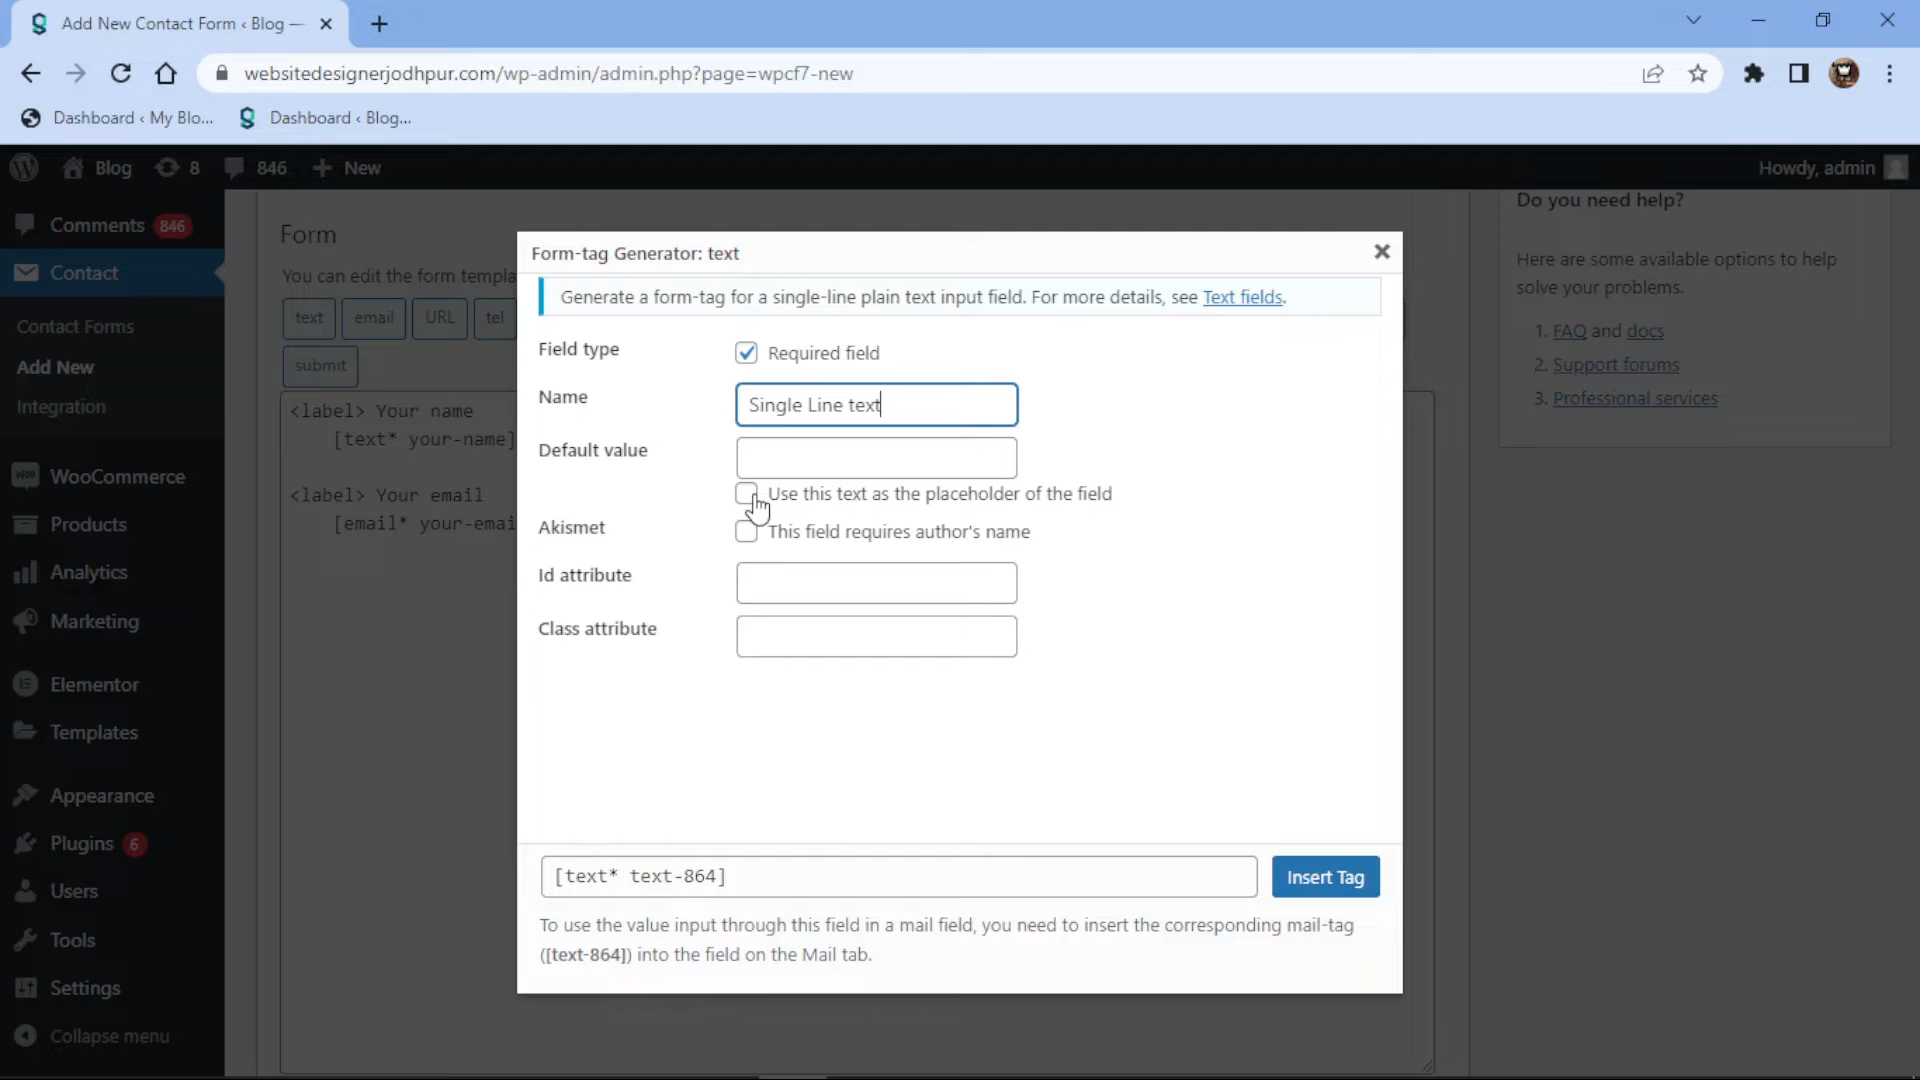 Add New Contact Form ‹ Blog —
websitedesignerjodhpur.com/wp-admin/admin.php?page=wpcf7-new
Dashboard ‹ My Blo...
Dashboard ‹ Blog...
Blog
8
846
New
Howdy, admin
Comments 846
Contact
Contact Forms
Add New
Integration
WooCommerce
Products
Analytics
Marketing
Elementor
Templates
Appearance
Plugins 6
Users
Tools
Settings
Collapse menu
Form
You can edit the form templa
text
email
URL
tel
submit
<label> Your name
[text* your-name]
<label> Your email
[email* your-emai
Form-tag Generator: text
Generate a form-tag for a single-line plain text input field. For more details, see Text fields.
Field type
Required field
Name
Single Line text
Default value
Use this text as the placeholder of the field
Akismet
This field requires author's name
Id attribute
Class attribute
[text* text-864]
Insert Tag
To use the value input through this field in a mail field, you need to insert the corresponding mail-tag
([text-864]) into the field on the Mail tab.
Do you need help?
Here are some available options to help
solve your problems.
1. FAQ and docs
2. Support forums
3. Professional services